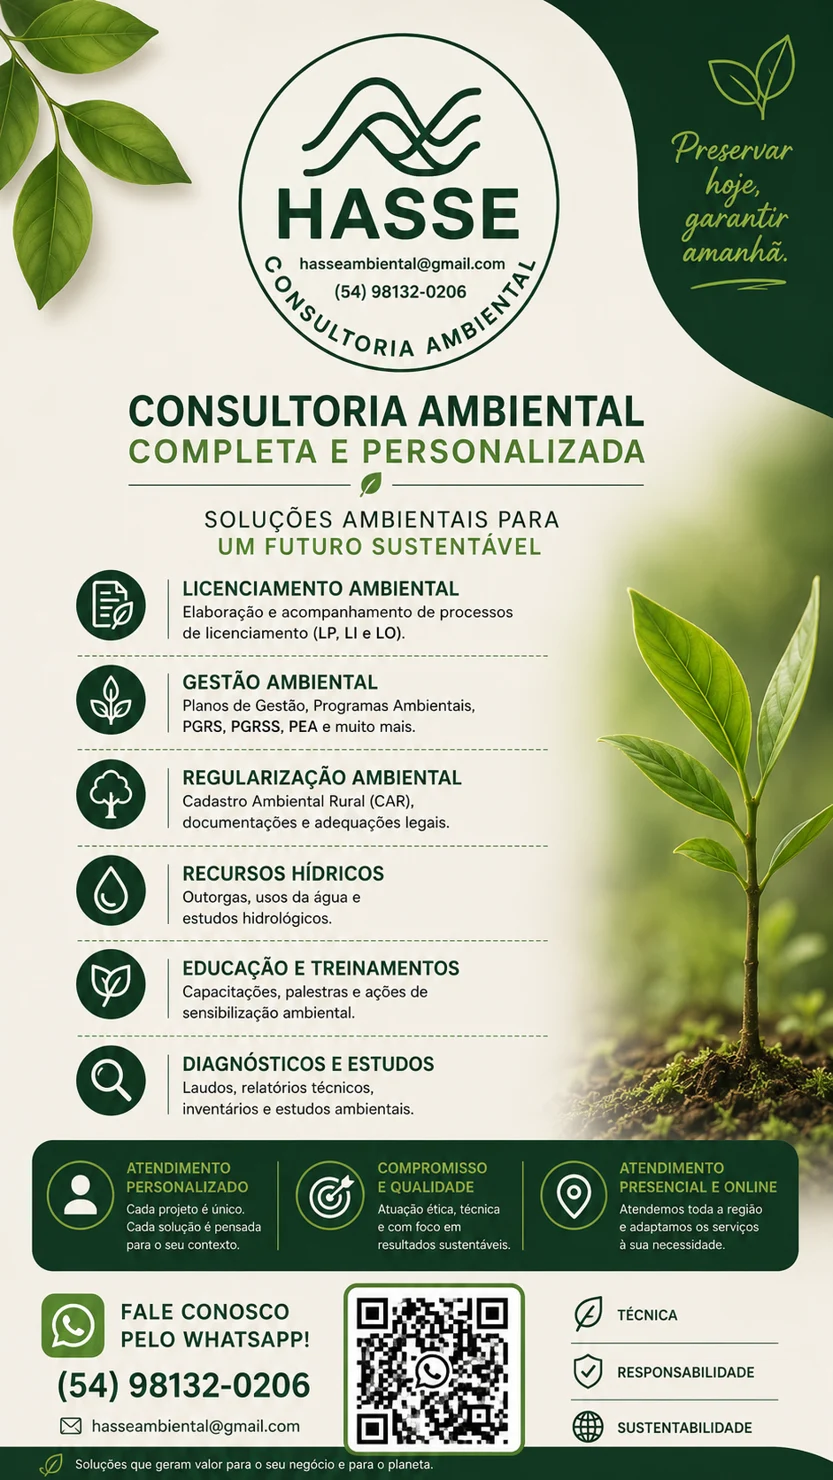 Preservar
hoje,
garantir
amanhã.
HASSE
hasseambiental@gmail.com
(54) 98132-0206
CONSULTORIA AMBIENTAL
CONSULTORIA AMBIENTAL
COMPLETA E PERSONALIZADA
SOLUÇÕES AMBIENTAIS PARA
UM FUTURO SUSTENTÁVEL
LICENCIAMENTO AMBIENTAL
Elaboração e acompanhamento de processos
de licenciamento (LP, LI e LO).
GESTÃO AMBIENTAL
Planos de Gestão, Programas Ambientais,
PGRS, PGRSS, PEA e muito mais.
REGULARIZAÇÃO AMBIENTAL
Cadastro Ambiental Rural (CAR),
documentações e adequações legais.
RECURSOS HÍDRICOS
Outorgas, usos da água e
estudos hidrológicos.
EDUCAÇÃO E TREINAMENTOS
Capacitações, palestras e ações de
sensibilização ambiental.
DIAGNÓSTICOS E ESTUDOS
Laudos, relatórios técnicos,
inventários e estudos ambientais.
ATENDIMENTO
PERSONALIZADO
Cada projeto é único.
Cada solução é pensada
para o seu contexto.
COMPROMISSO
E QUALIDADE
Atuação ética, técnica
e com foco em
resultados sustentáveis.
ATENDIMENTO
PRESENCIAL E ONLINE
Atendemos toda a região
e adaptamos os serviços
à sua necessidade.
FALE CONOSCO
PELO WHATSAPP!
(54) 98132-0206
hasseambiental@gmail.com
TÉCNICA
RESPONSABILIDADE
SUSTENTABILIDADE
Soluções que geram valor para o seu negócio e para o planeta.